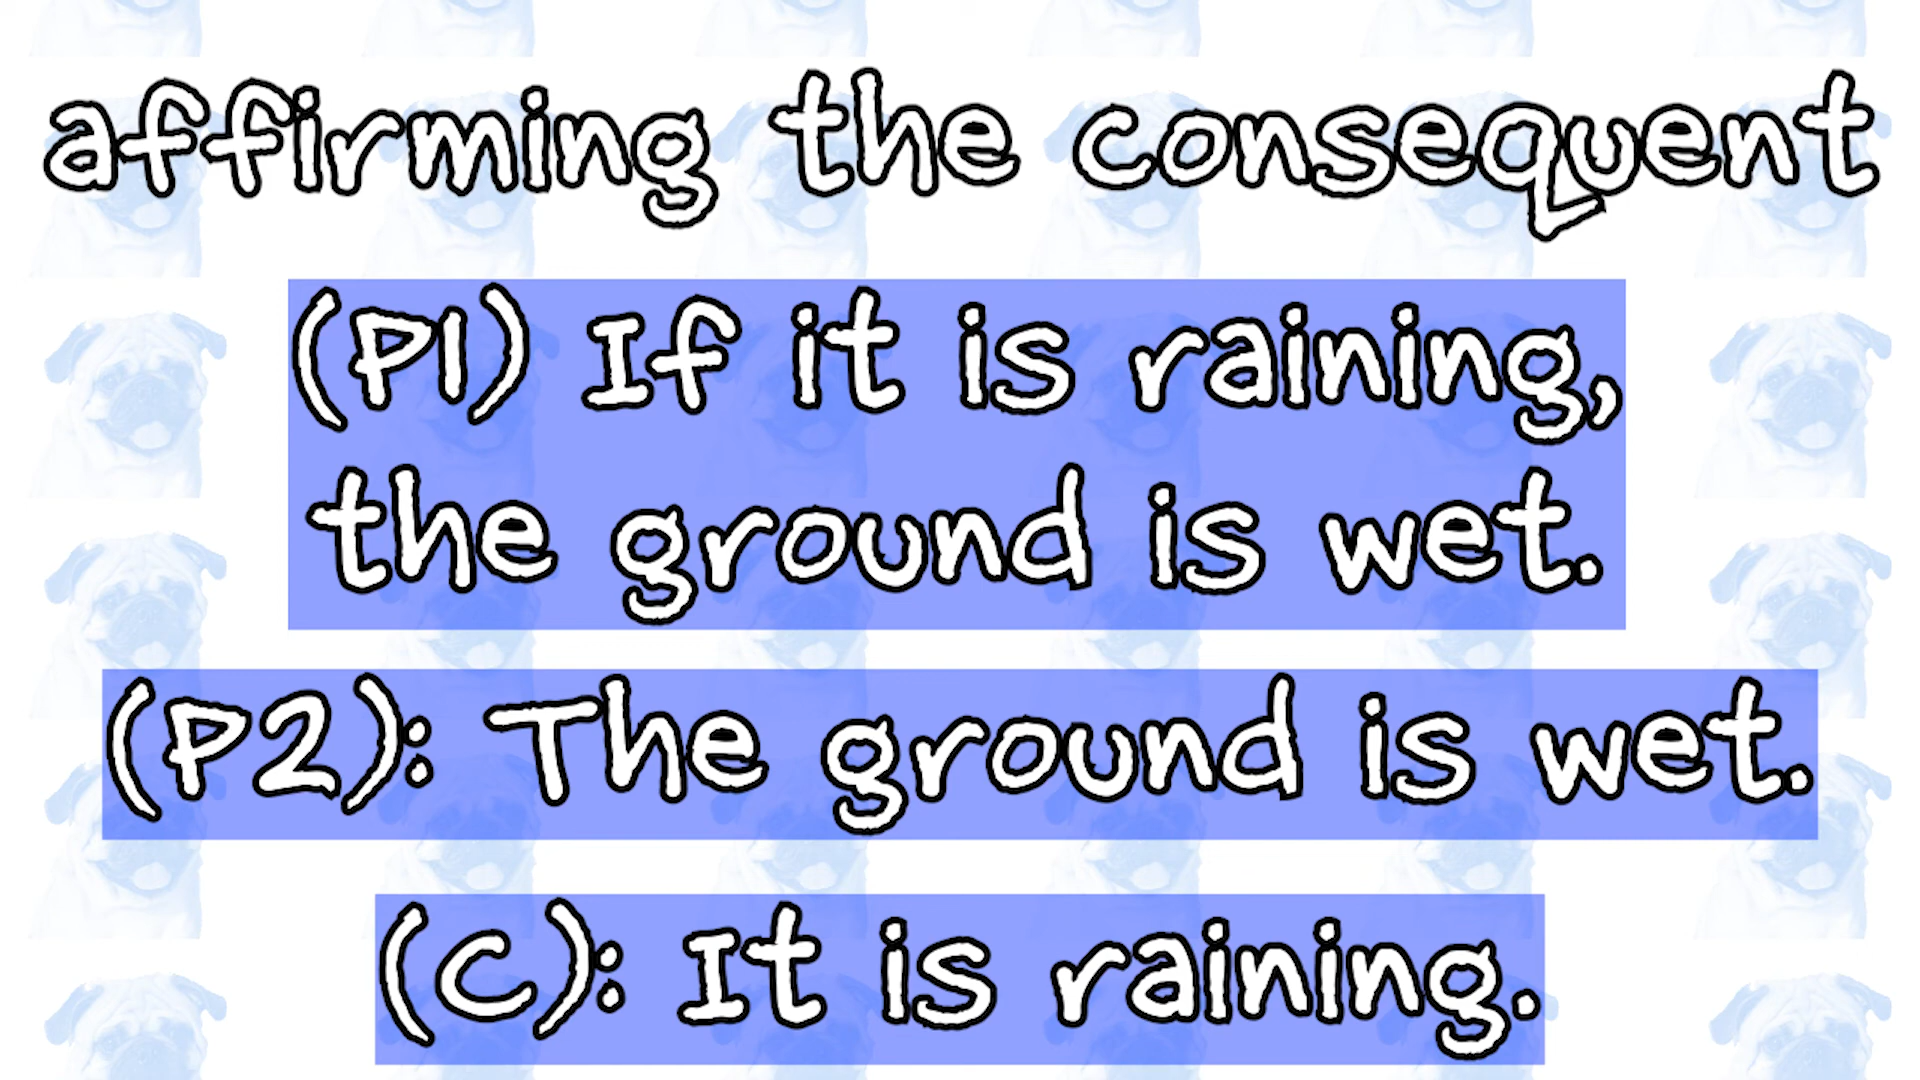 affirming the consequent
(P1) If it is raining,
the ground is wet.
(P2): The ground is wet.
(C): It is raining.